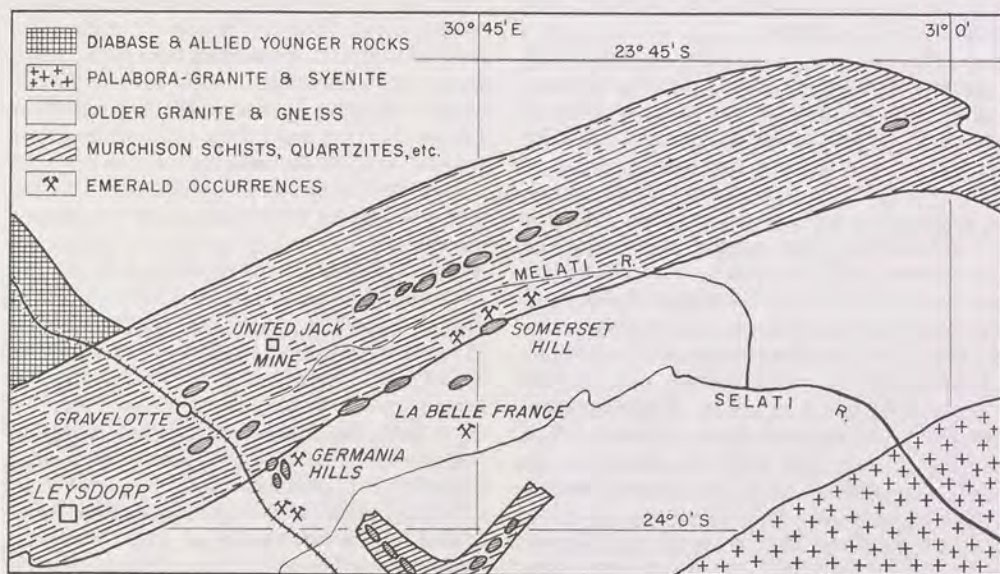 30° 45′ E
31° 0′
23° 45′ S
DIABASE & ALLIED YOUNGER ROCKS
PALABORA-GRANITE & SYENITE
OLDER GRANITE & GNEISS
MURCHISON SCHISTS, QUARTZITES, etc.
EMERALD OCCURRENCES
MELATI R.
UNITED JACK
MINE
SOMERSET
HILL
GRAVELOTTE
LA BELLE FRANCE
SELATI R.
GERMANIA
HILLS
LEYSDORP
24° 0′ S